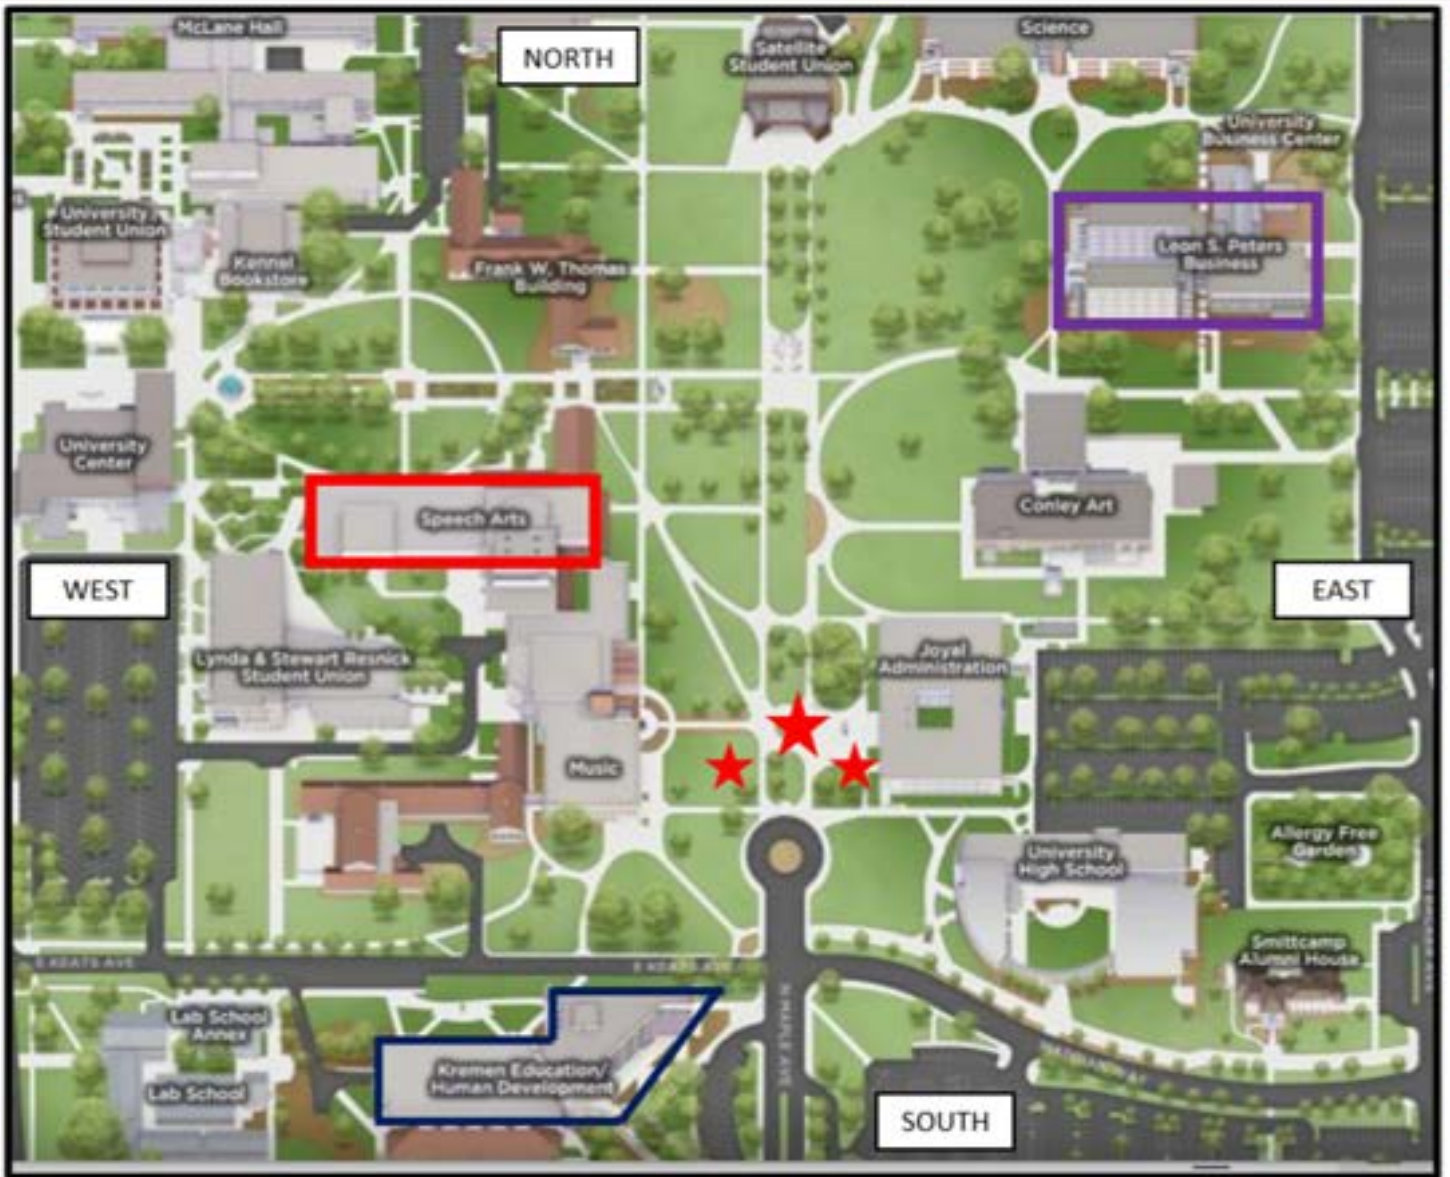 McLane Hall
NORTH
Satellite
Student Union
Science
University
Business Center
University
Student Union
Kennel
Bookstore
Frank W. Thomas
Building
Leon S. Peters
Business
University
Center
Speech Arts
Conley Art
WEST
EAST
Lynda & Stewart Resnick
Student Union
Joyal
Administration
Music
University
High School
Allergy Free
Garden
Smittcamp
Alumni House
E KEATS AVE
E KEATS AVE
N MAPLE AVE
Lab School
Annex
Lab School
Kremen Education/
Human Development
SOUTH